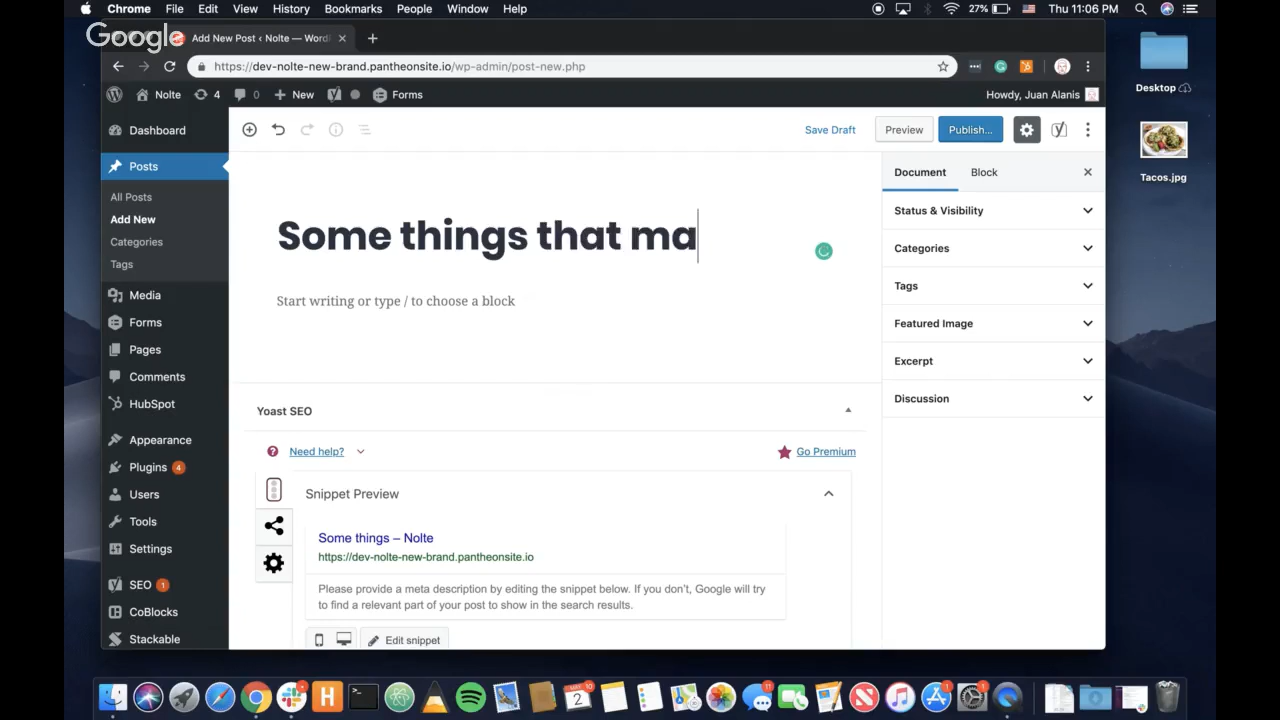 Chrome File Edit View History Bookmarks People Window Help 27% Thu 11:06 PM
Google
Add New Post ‹ Nolte — Word
https://dev-nolte-new-brand.pantheonsite.io/wp-admin/post-new.php
Desktop
Nolte 4 0 New Forms Howdy, Juan Alanis
Dashboard
Save Draft Preview Publish...
Posts
Document Block
Tacos.jpg
All Posts
Add New
Categories
Tags
Media
Forms
Pages
Comments
HubSpot
Appearance
Plugins 4
Users
Tools
Settings
SEO 1
CoBlocks
Stackable
Some things that ma
Start writing or type / to choose a block
Status & Visibility
Categories
Tags
Featured Image
Excerpt
Discussion
Yoast SEO
Need help? Go Premium
Snippet Preview
Some things – Nolte
https://dev-nolte-new-brand.pantheonsite.io
Please provide a meta description by editing the snippet below. If you don't, Google will try
to find a relevant part of your post to show in the search results.
Edit snippet